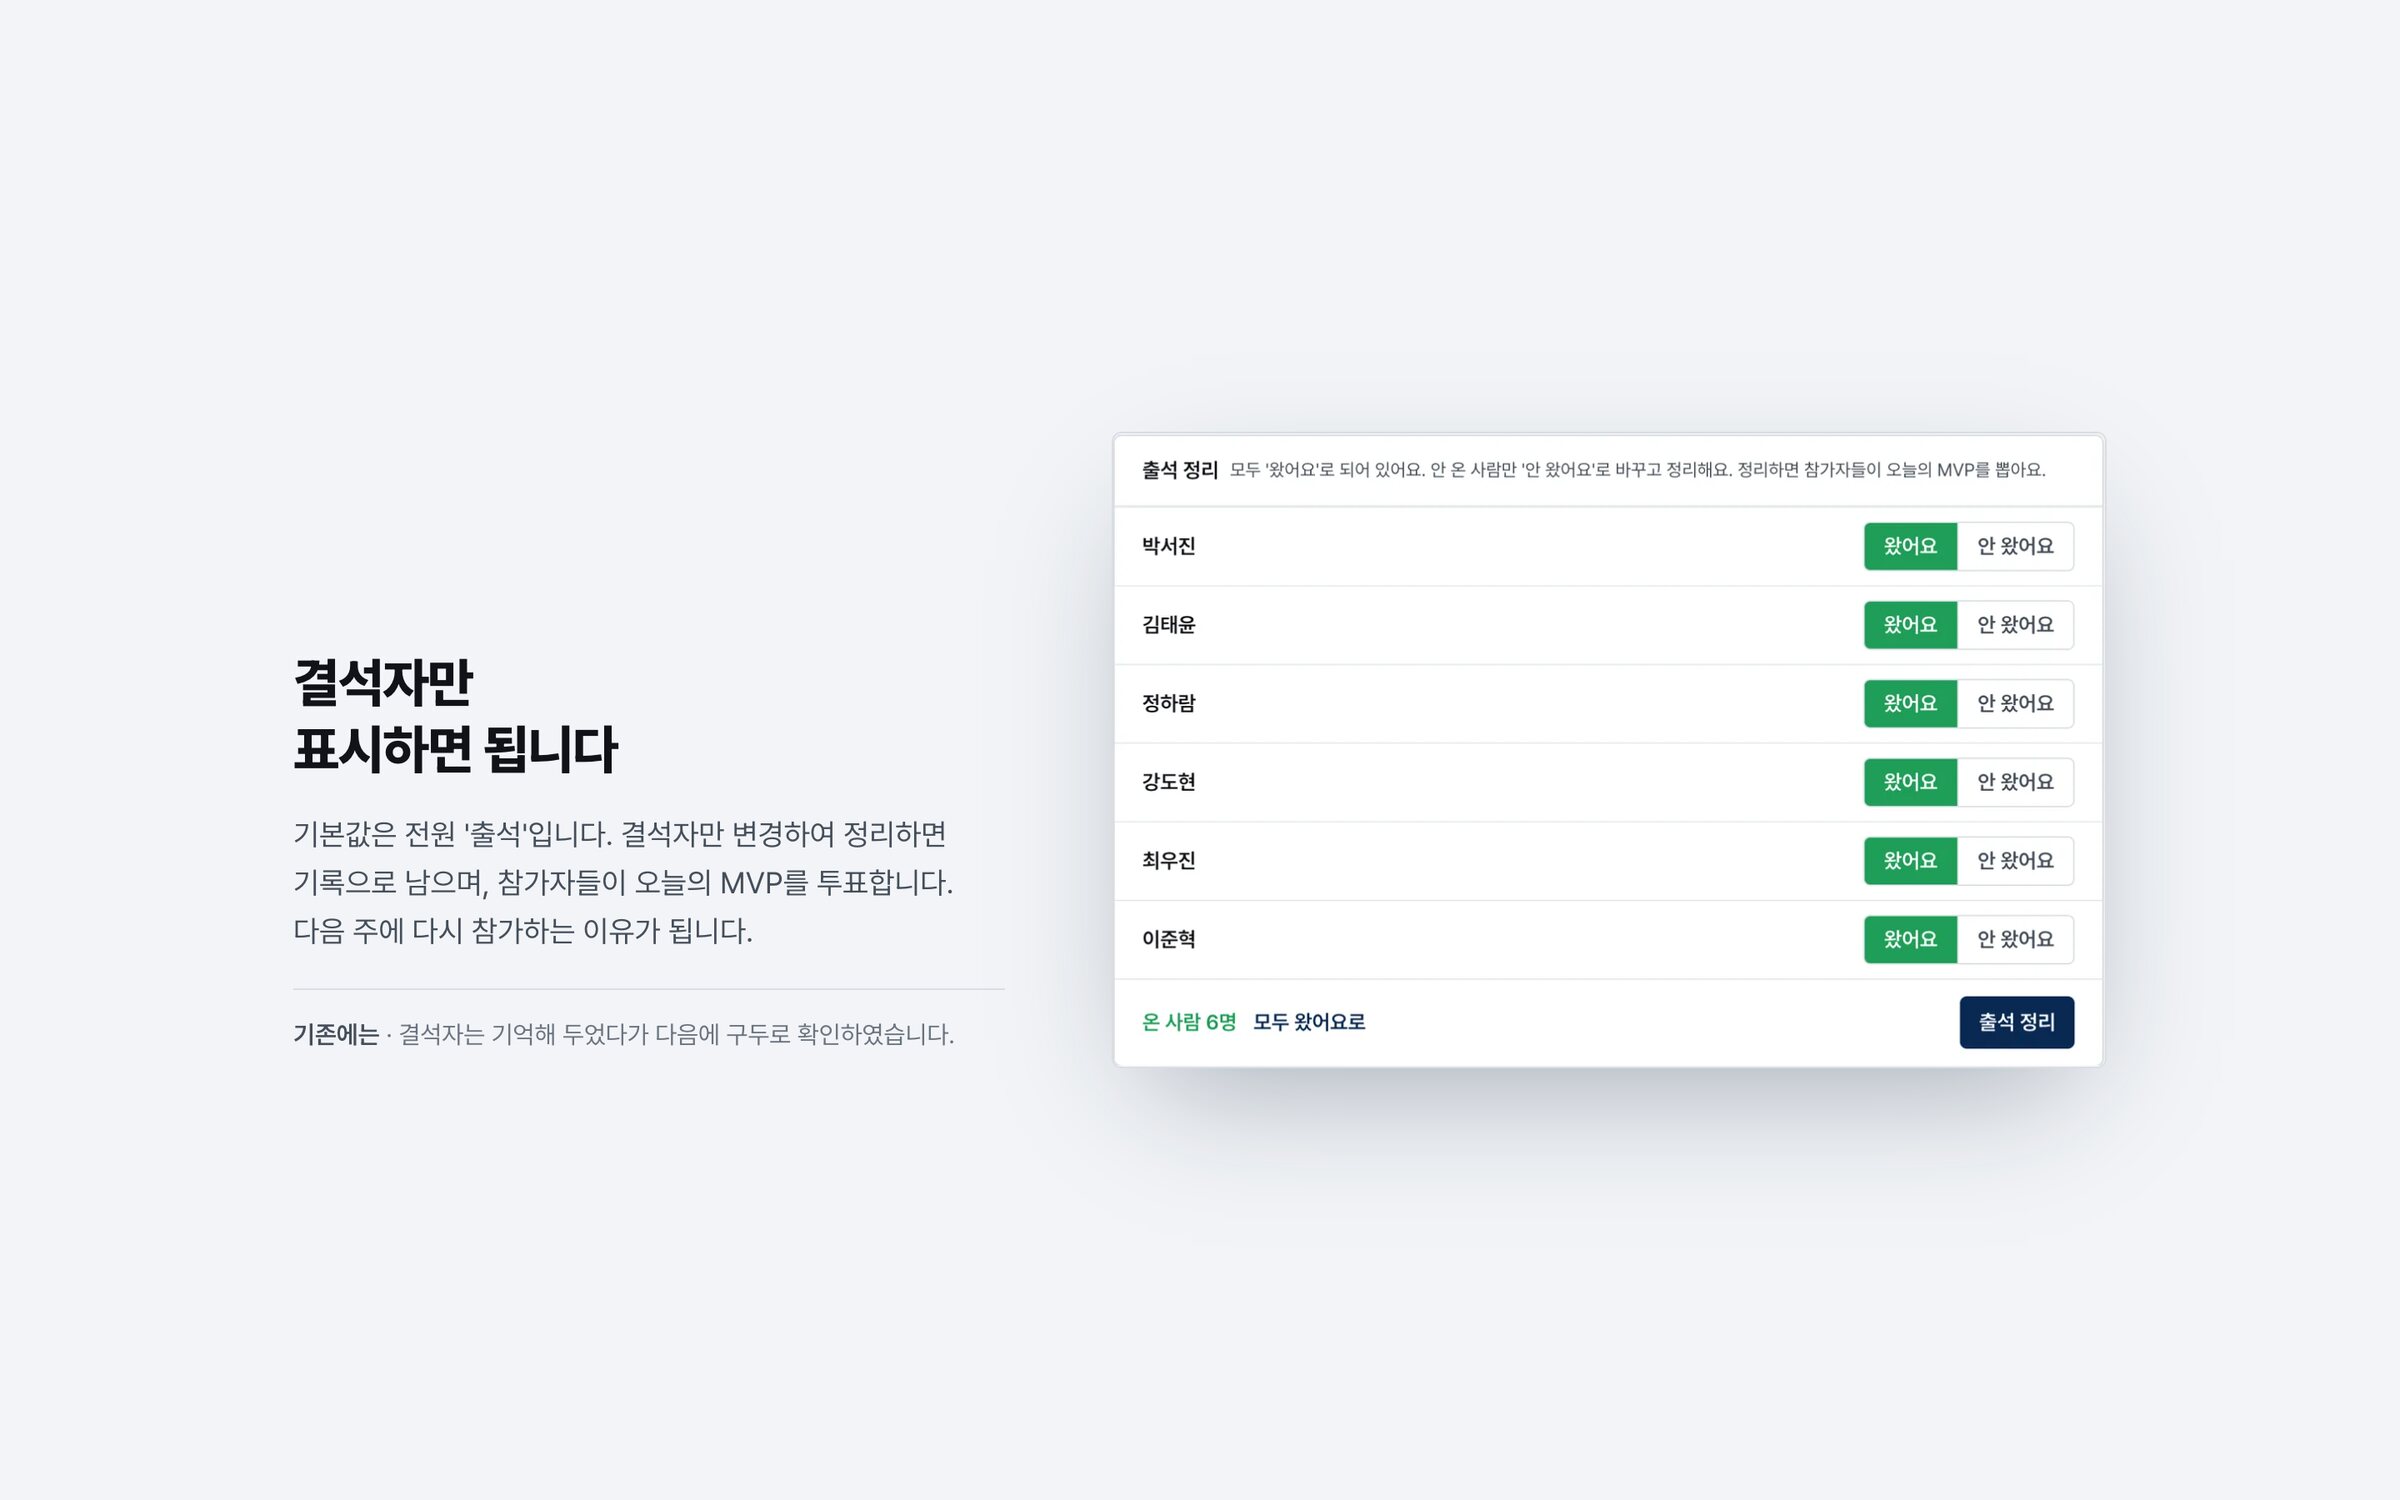 결석자만
표시하면 됩니다
기본값은 전원 '출석'입니다. 결석자만 변경하여 정리하면
기록으로 남으며, 참가자들이 오늘의 MVP를 투표합니다.
다음 주에 다시 참가하는 이유가 됩니다.
기존에는 · 결석자는 기억해 두었다가 다음에 구두로 확인하였습니다.
출석 정리 모두 '왔어요'로 되어 있어요. 안 온 사람만 '안 왔어요'로 바꾸고 정리해요. 정리하면 참가자들이 오늘의 MVP를 뽑아요.
박서진 왔어요 안 왔어요
김태윤 왔어요 안 왔어요
정하람 왔어요 안 왔어요
강도현 왔어요 안 왔어요
최우진 왔어요 안 왔어요
이준혁 왔어요 안 왔어요
온 사람 6명 모두 왔어요로 출석 정리